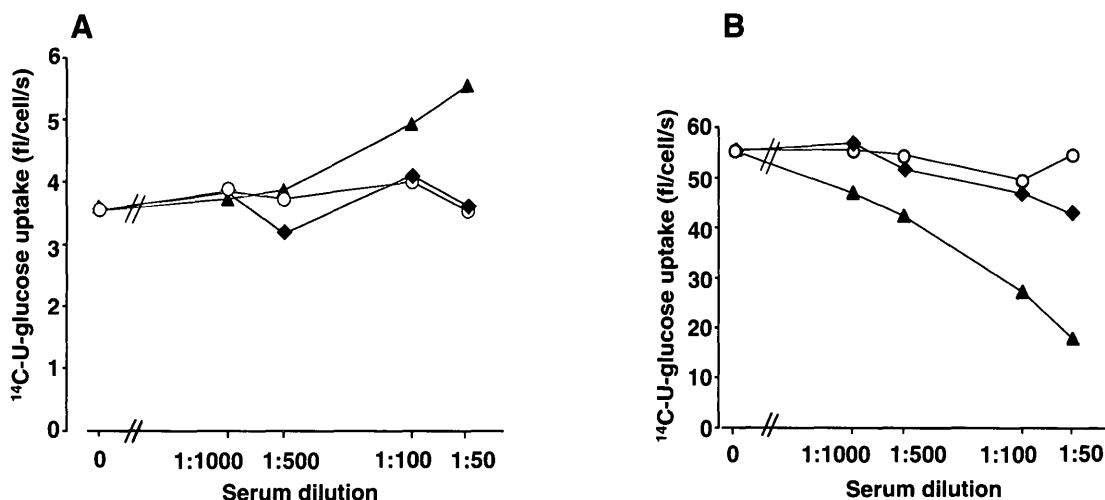 A
¹⁴C-U-glucose uptake (fl/cell/s)
6
5
4
3
2
1
0
0 1:1000 1:500 1:100 1:50
Serum dilution
B
¹⁴C-U-glucose uptake (fl/cell/s)
60
50
40
30
20
10
0
0 1:1000 1:500 1:100 1:50
Serum dilution